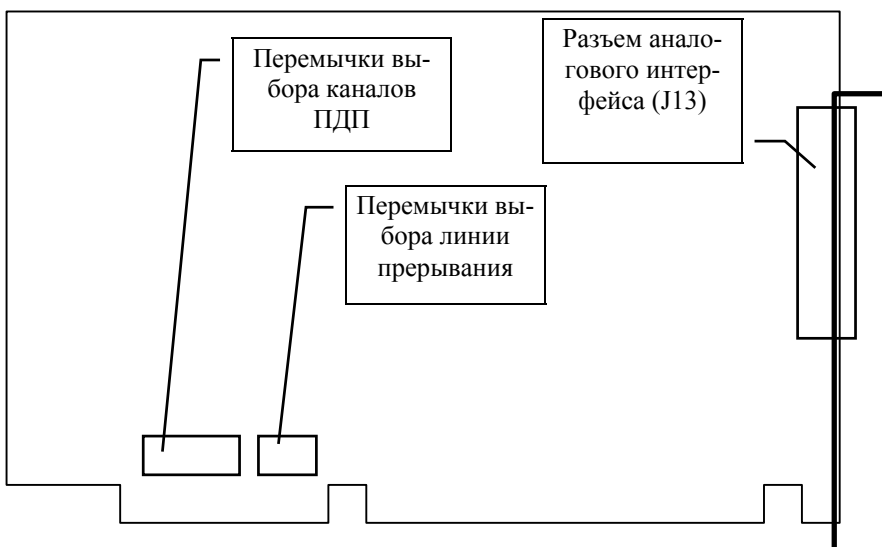 Перемычки вы-
бора каналов
ПДП
Разъем анало-
гового интер-
фейса (J13)
Перемычки вы-
бора линии
прерывания